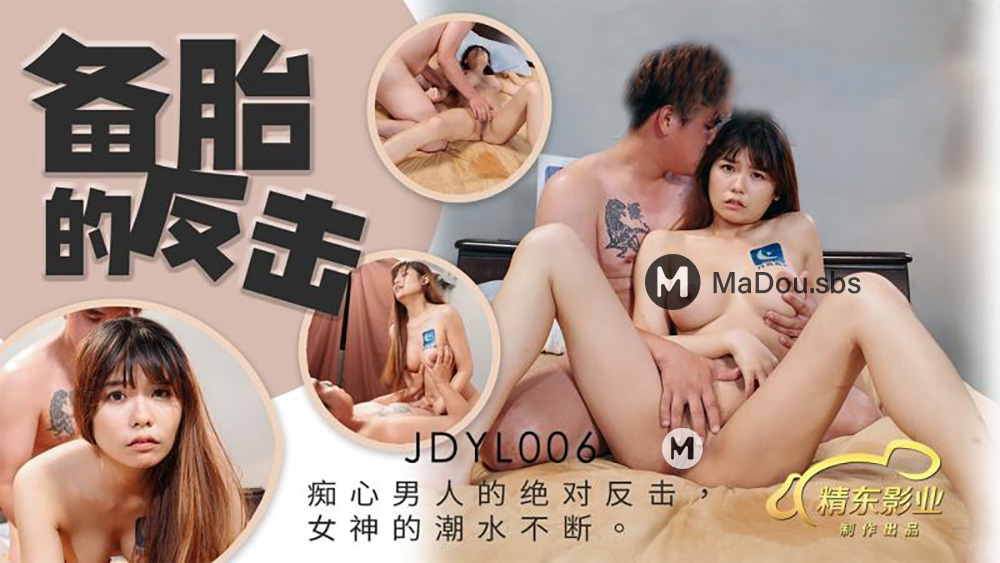 备胎
的反击
M MaDou.sbs
M
JDYL006
痴心男人的绝对反击，
女神的潮水不断。
精东影业
制作出品